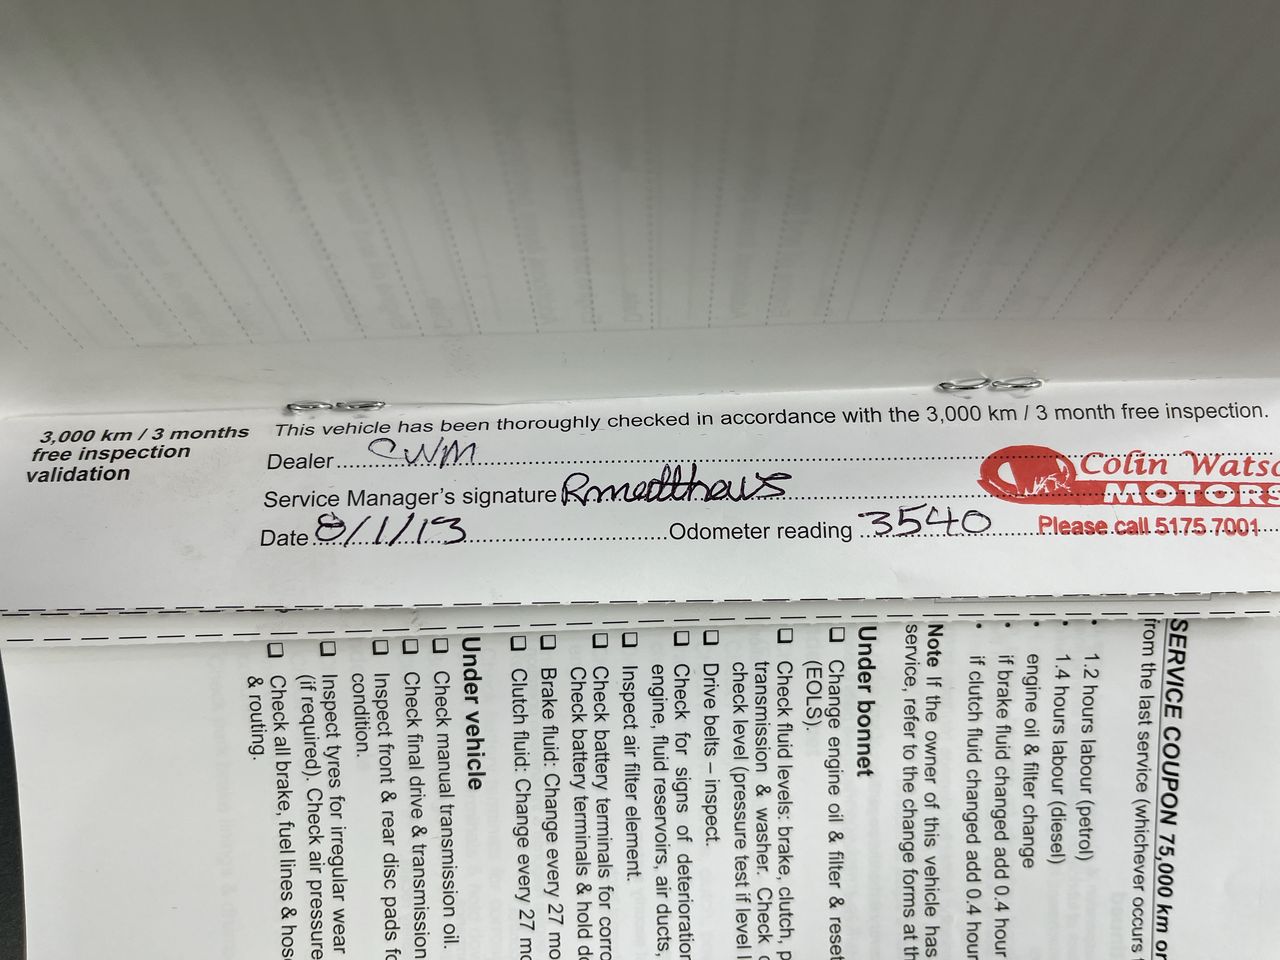 3,000 km / 3 months
free inspection
validation
This vehicle has been thoroughly checked in accordance with the 3,000 km / 3 month free inspection.
Dealer CWM
Service Manager's signature Rmatthews
Date 8/1/13
Odometer reading 3540
Colin Watso
MOTORS
Please call 5175 7001
SERVICE COUPON 75,000 km or
from the last service (whichever occurs
• 1.2 hours labour (petrol)
• 1.4 hours labour (diesel)
• engine oil & filter change
• if brake fluid changed add 0.4 hour
• if clutch fluid changed add 0.4 hour
Note If the owner of this vehicle has
service, refer to the change forms at th
Under bonnet
❑ Change engine oil & filter & reset
(EOLS).
❑ Check fluid levels: brake, clutch, p
transmission & washer. Check
check level (pressure test if level
❑ Drive belts – inspect.
❑ Check for signs of deterioration
engine, fluid reservoirs, air ducts,
❑ Inspect air filter element.
❑ Check battery terminals for corro
Check battery terminals & hold do
❑ Brake fluid: Change every 27 mo
❑ Clutch fluid: Change every 27 mo
Under vehicle
❑ Check manual transmission oil.
❑ Check final drive & transmission
❑ Inspect front & rear disc pads fo
condition.
❑ Inspect tyres for irregular wear
(if required). Check air pressure
❑ Check all brake, fuel lines & hose
& routing.